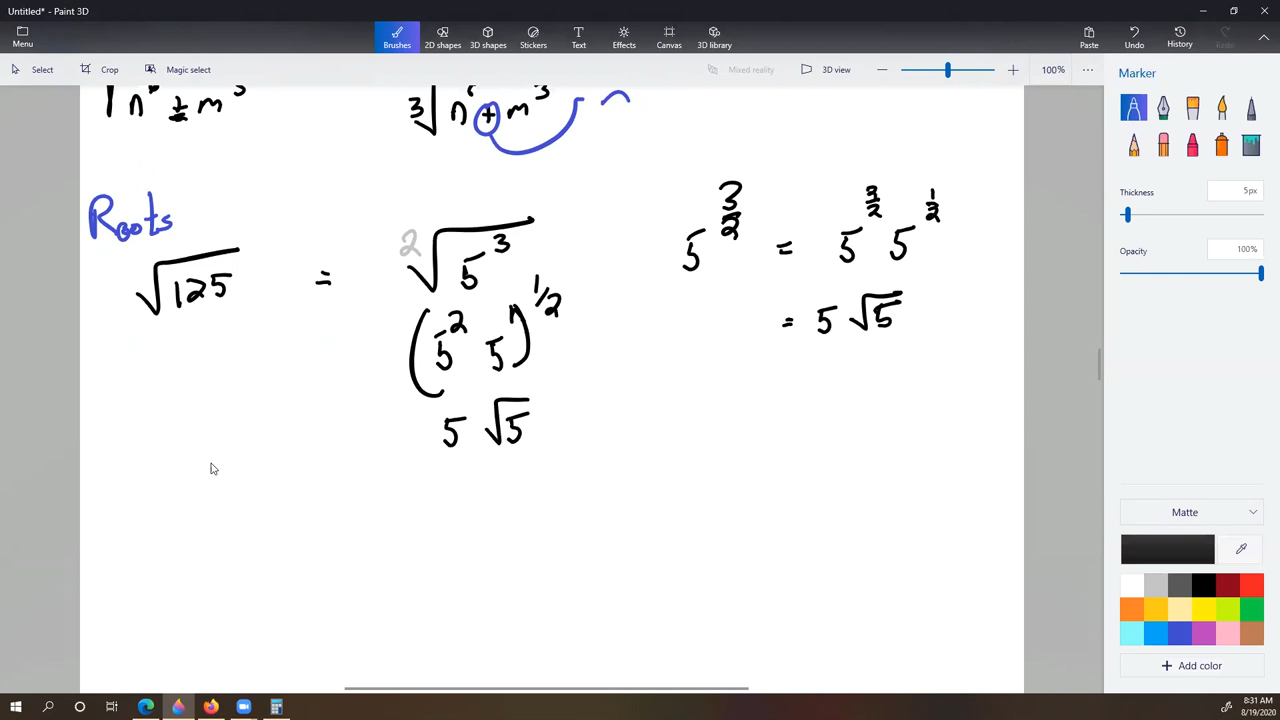 Untitled* - Paint 3D
Menu
Brushes 2D shapes 3D shapes Stickers Text Effects Canvas 3D library Paste Undo History Redo
Select Crop Magic select Mixed reality 3D view 100% ...
Marker
Thickness 5px
Opacity 100%
Matte
Add color
3√ n + m³
Roots
√125 = 2√5³
(5² 5)^1/2
5 √5
5^3/2 = 5^2/2 5^1/2
= 5 √5
8:31 AM
8/19/2020